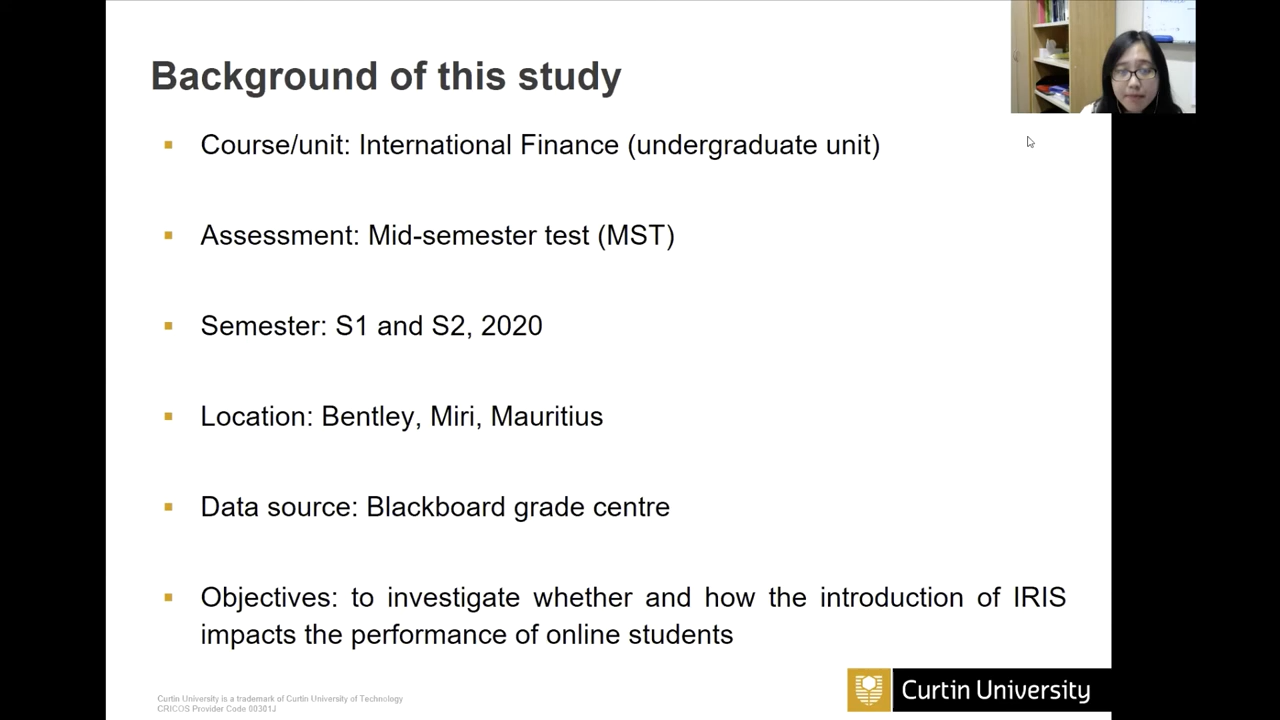 Background of this study
Course/unit: International Finance (undergraduate unit)
Assessment: Mid-semester test (MST)
Semester: S1 and S2, 2020
Location: Bentley, Miri, Mauritius
Data source: Blackboard grade centre
Objectives: to investigate whether and how the introduction of IRIS
impacts the performance of online students
Curtin University is a trademark of Curtin University of Technology
CRICOS Provider Code 00301J
Curtin University